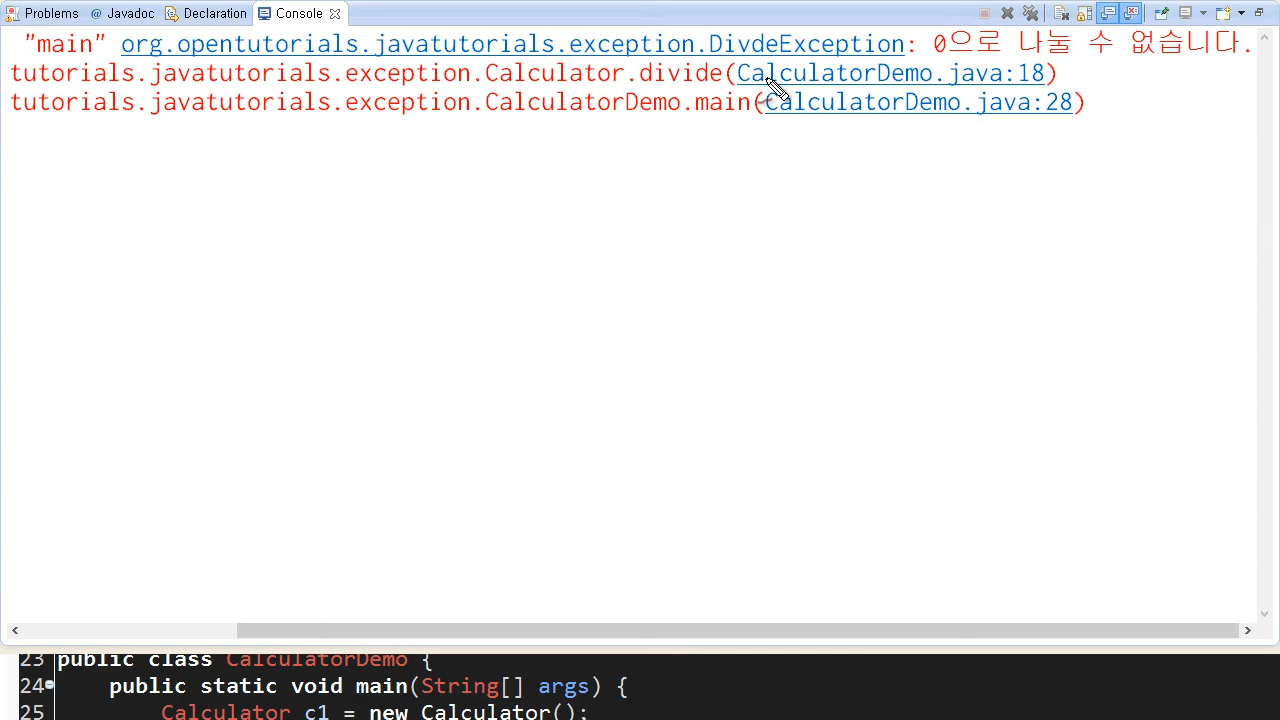 Problems @ Javadoc Declaration Console
"main" org.opentutorials.javatutorials.exception.DivdeException: 0으로 나눌 수 없습니다.
tutorials.javatutorials.exception.Calculator.divide(CalculatorDemo.java:18)
tutorials.javatutorials.exception.CalculatorDemo.main(CalculatorDemo.java:28)
23 public class CalculatorDemo {
24 public static void main(String[] args) {
25 Calculator c1 = new Calculator();